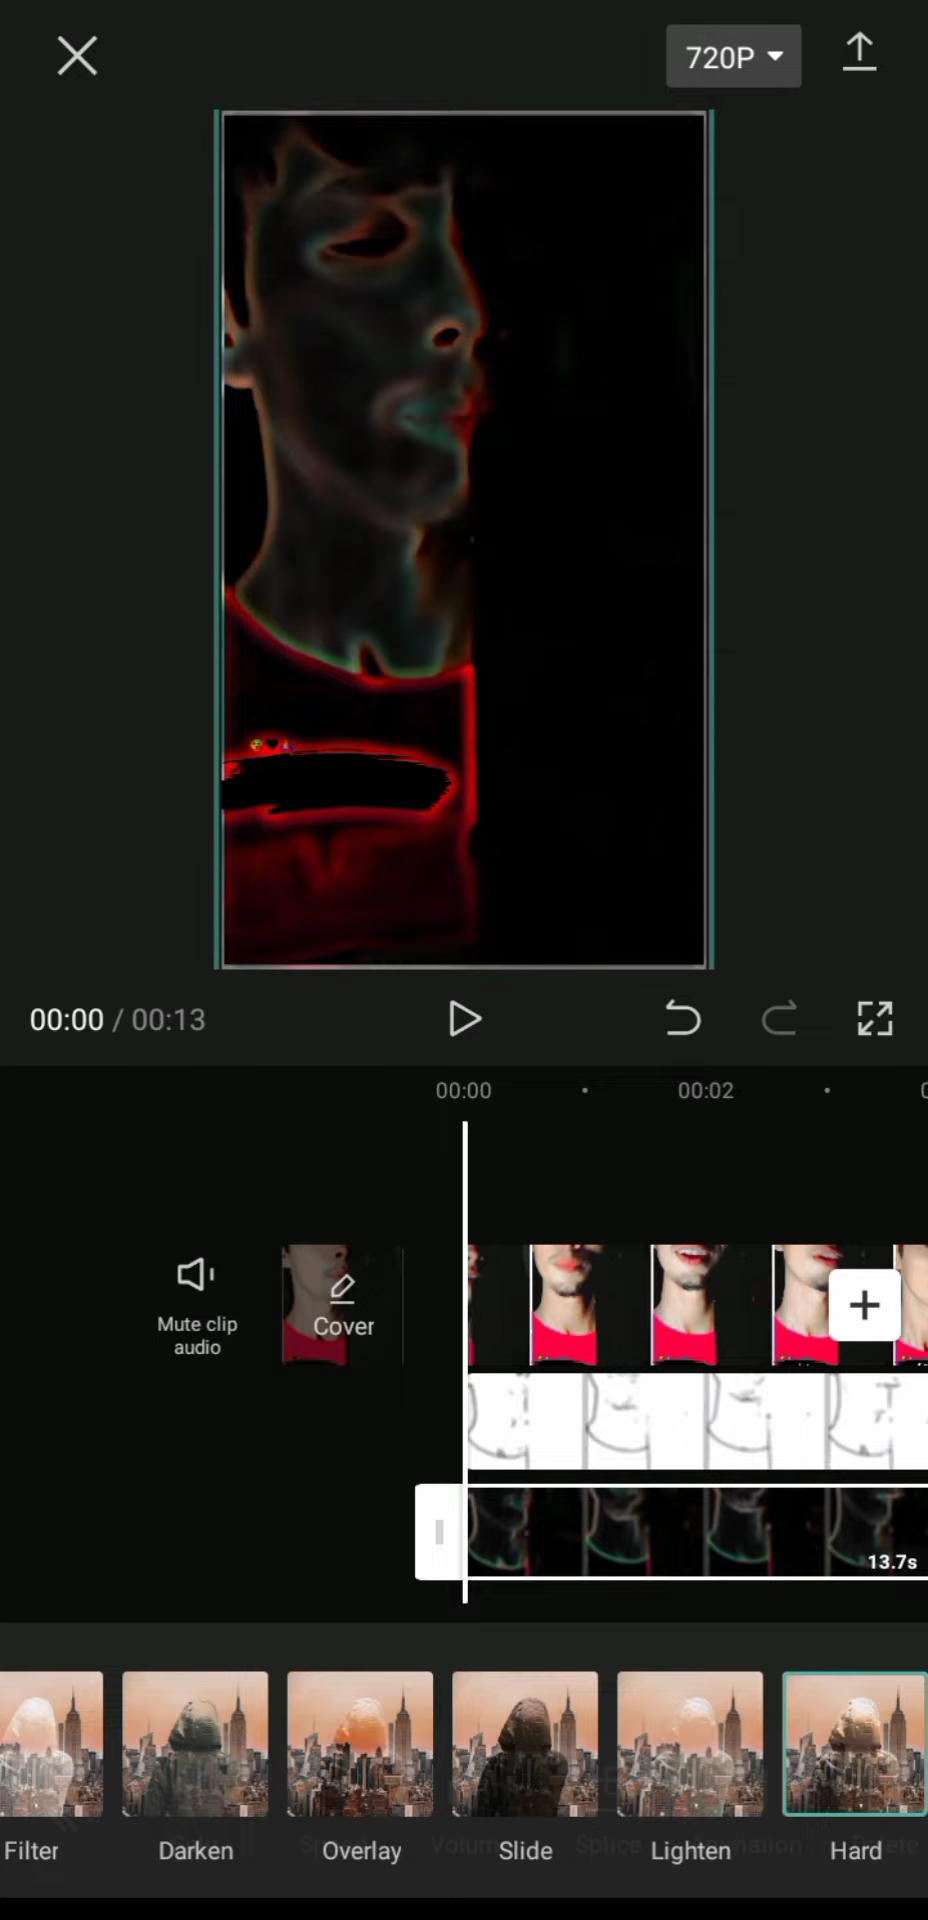 720P
00:00 / 00:13
00:00 00:02
Mute clip
audio
Cover
13.7s
Filter Darken Overlay Slide Lighten Hard